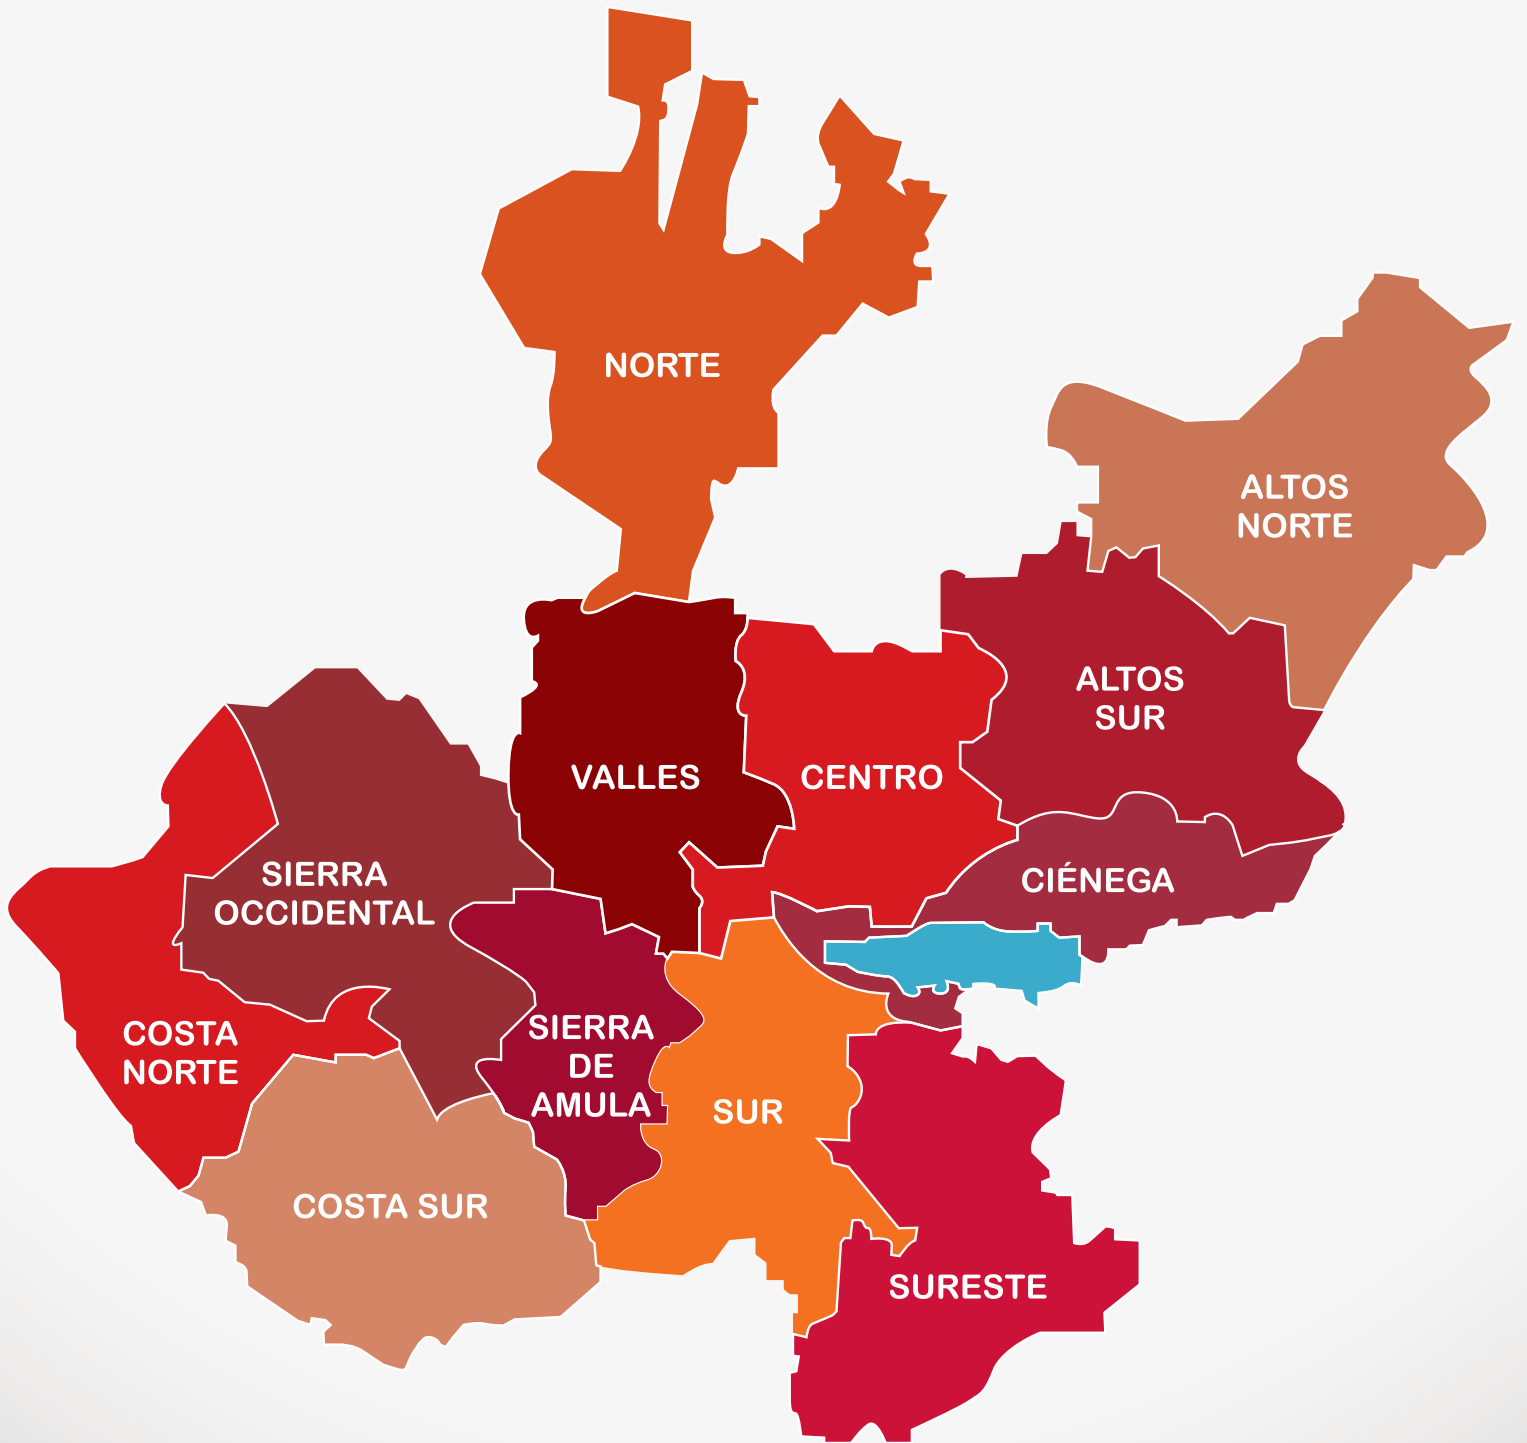 NORTE
ALTOS
NORTE
ALTOS
SUR
VALLES
CENTRO
SIERRA
OCCIDENTAL
CIÉNEGA
COSTA
NORTE
SIERRA
DE
AMULA
SUR
COSTA SUR
SURESTE